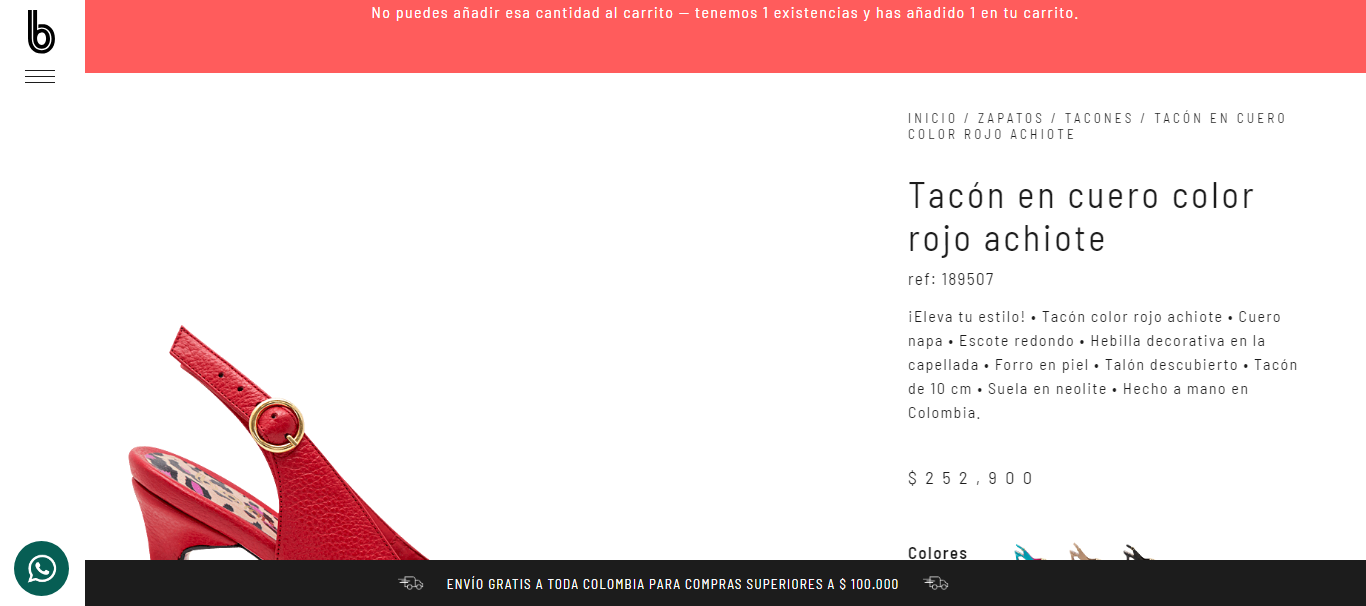 No puedes añadir esa cantidad al carrito — tenemos 1 existencias y has añadido 1 en tu carrito.
b
INICIO / ZAPATOS / TACONES / TACÓN EN CUERO
COLOR ROJO ACHIOTE
Tacón en cuero color
rojo achiote
ref: 189507
¡Eleva tu estilo! • Tacón color rojo achiote • Cuero
napa • Escote redondo • Hebilla decorativa en la
capellada • Forro en piel • Talón descubierto • Tacón
de 10 cm • Suela en neolite • Hecho a mano en
Colombia.
$252,900
Colores
ENVÍO GRATIS A TODA COLOMBIA PARA COMPRAS SUPERIORES A $ 100.000